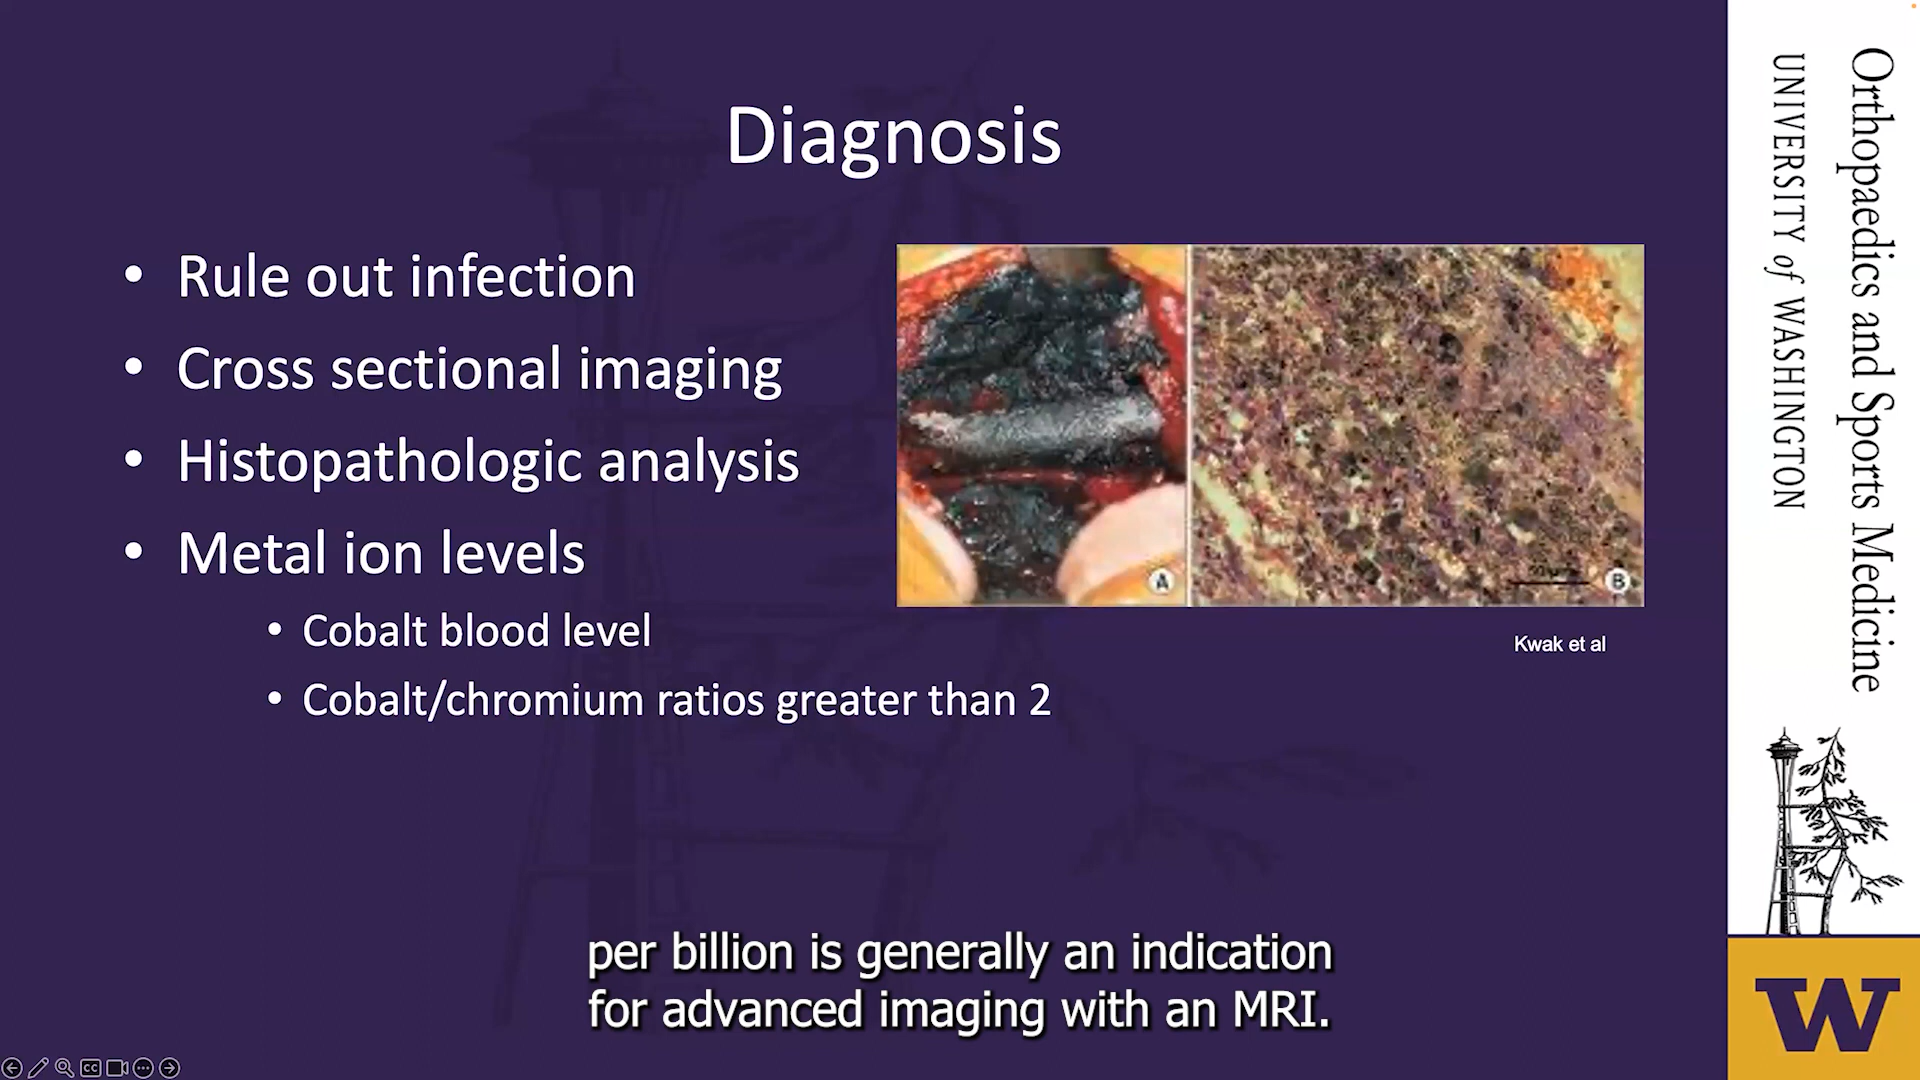 Diagnosis
• Rule out infection
• Cross sectional imaging
• Histopathologic analysis
• Metal ion levels
• Cobalt blood level
• Cobalt/chromium ratios greater than 2
A
B
Kwak et al
per billion is generally an indication
for advanced imaging with an MRI.
Orthopaedics and Sports Medicine
UNIVERSITY of WASHINGTON
W
CC